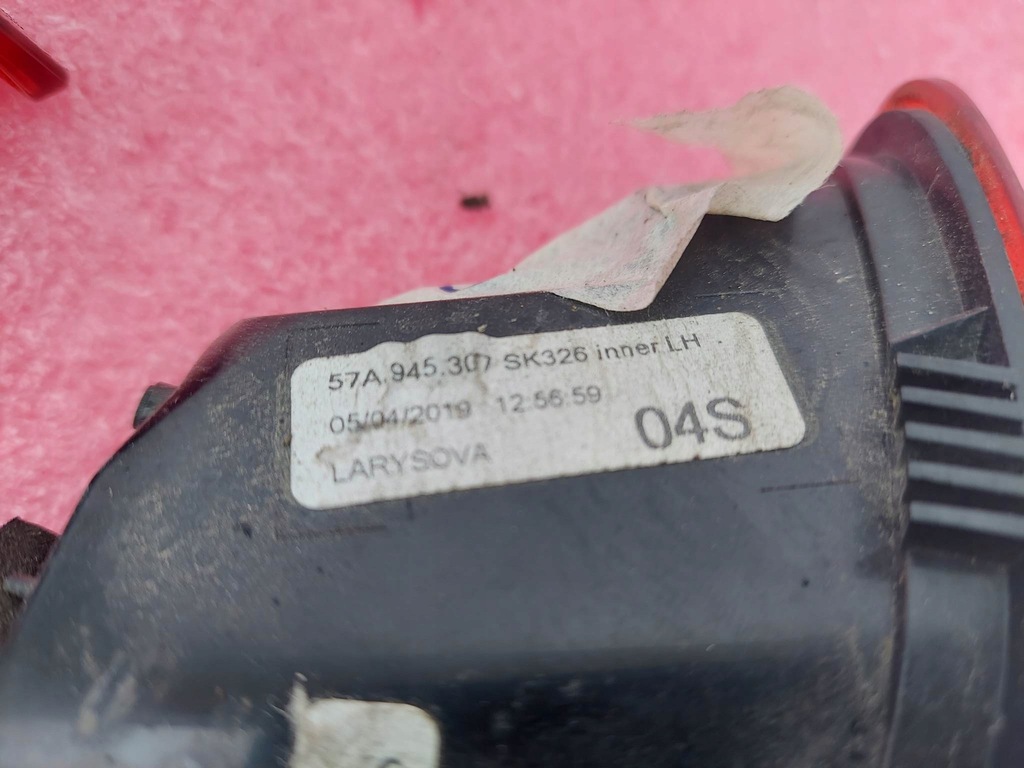 57A.945.307 SK326 inner LH
05/04/2019 12:56:59
04S
LARYSOVA